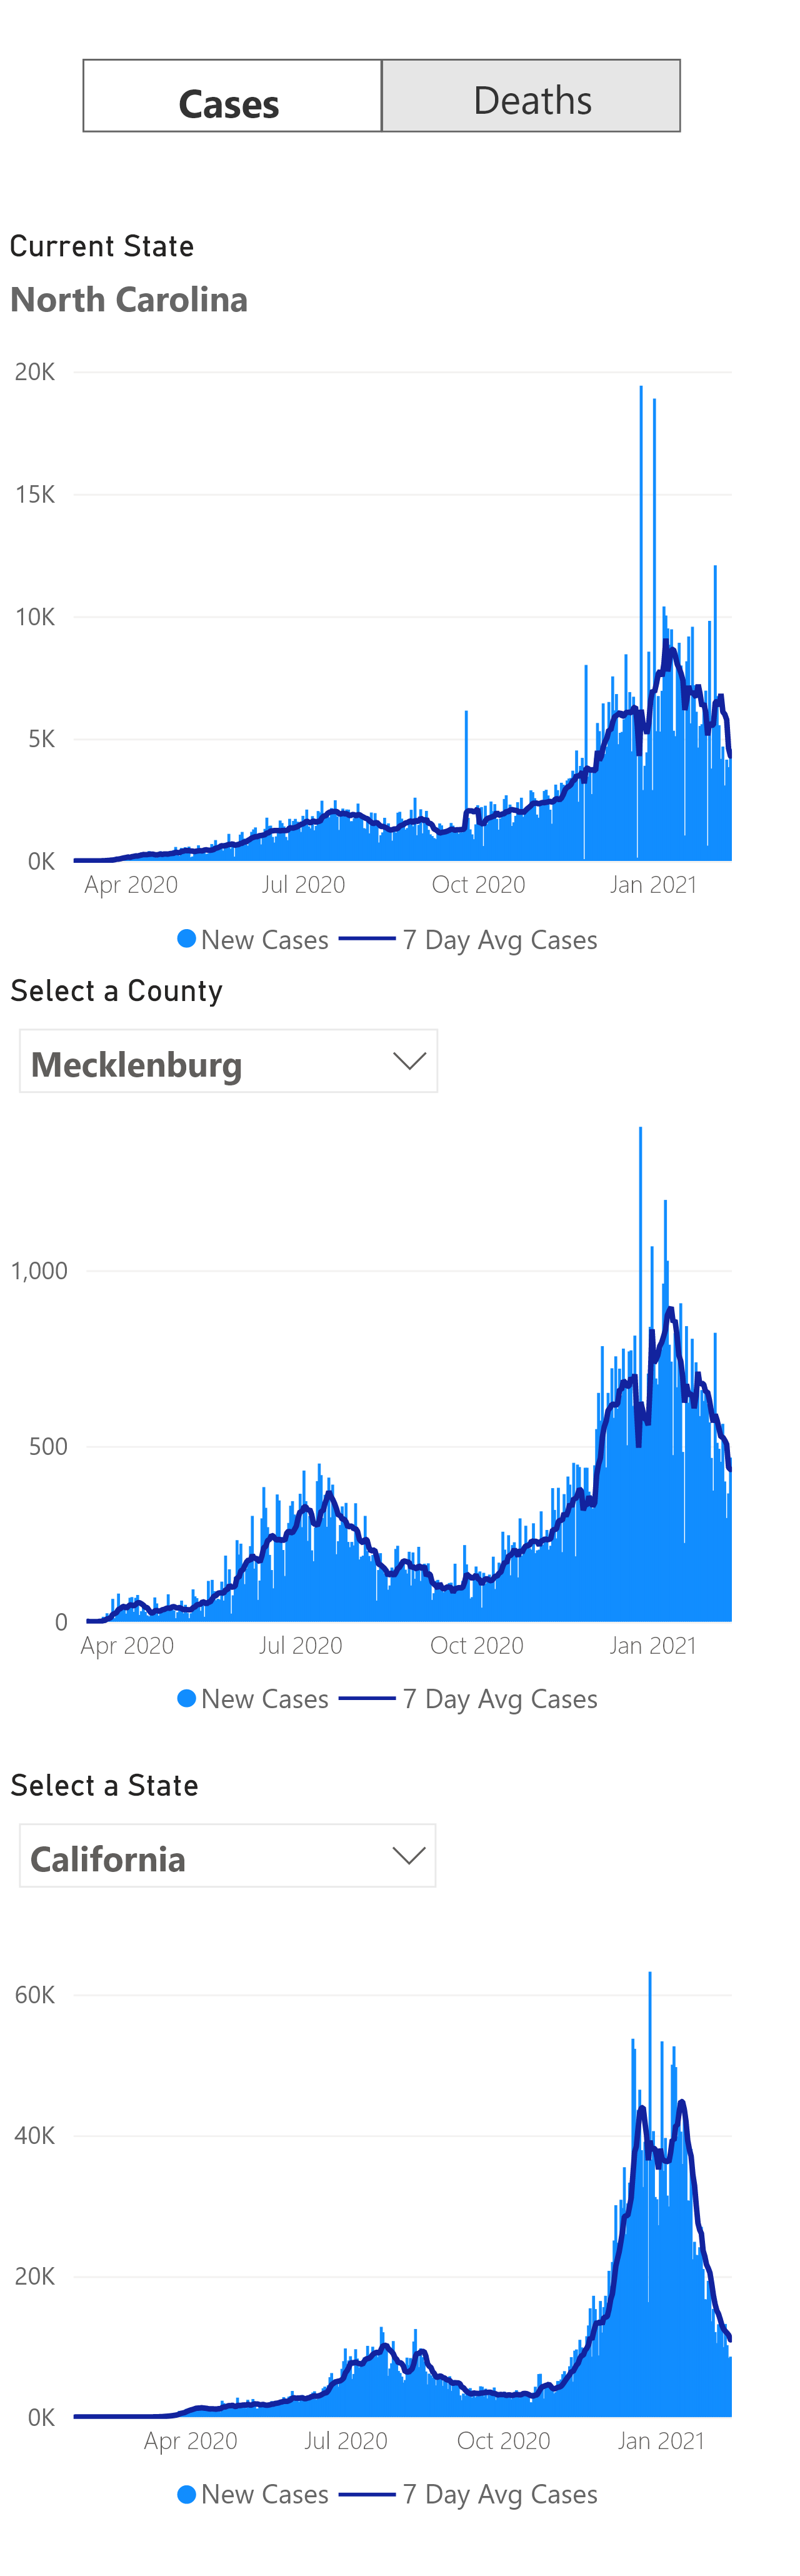 Cases Deaths
Current State
North Carolina
20K
15K
10K
5K
0K
Apr 2020 Jul 2020 Oct 2020 Jan 2021
New Cases 7 Day Avg Cases
Select a County
Mecklenburg
1,000
500
0
Apr 2020 Jul 2020 Oct 2020 Jan 2021
New Cases 7 Day Avg Cases
Select a State
California
60K
40K
20K
0K
Apr 2020 Jul 2020 Oct 2020 Jan 2021
New Cases 7 Day Avg Cases